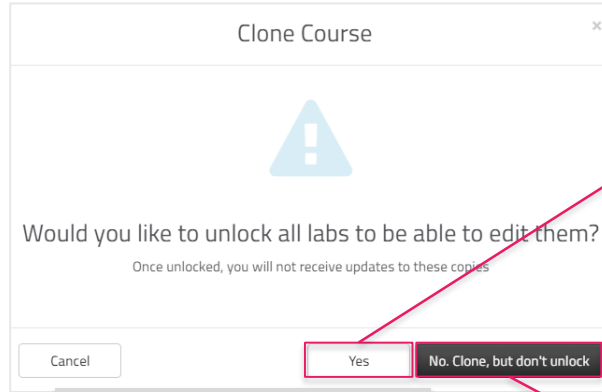 Clone Course
×
Would you like to unlock all labs to be able to edit them?
Once unlocked, you will not receive updates to these copies
Cancel
Yes
No. Clone, but don't unlock